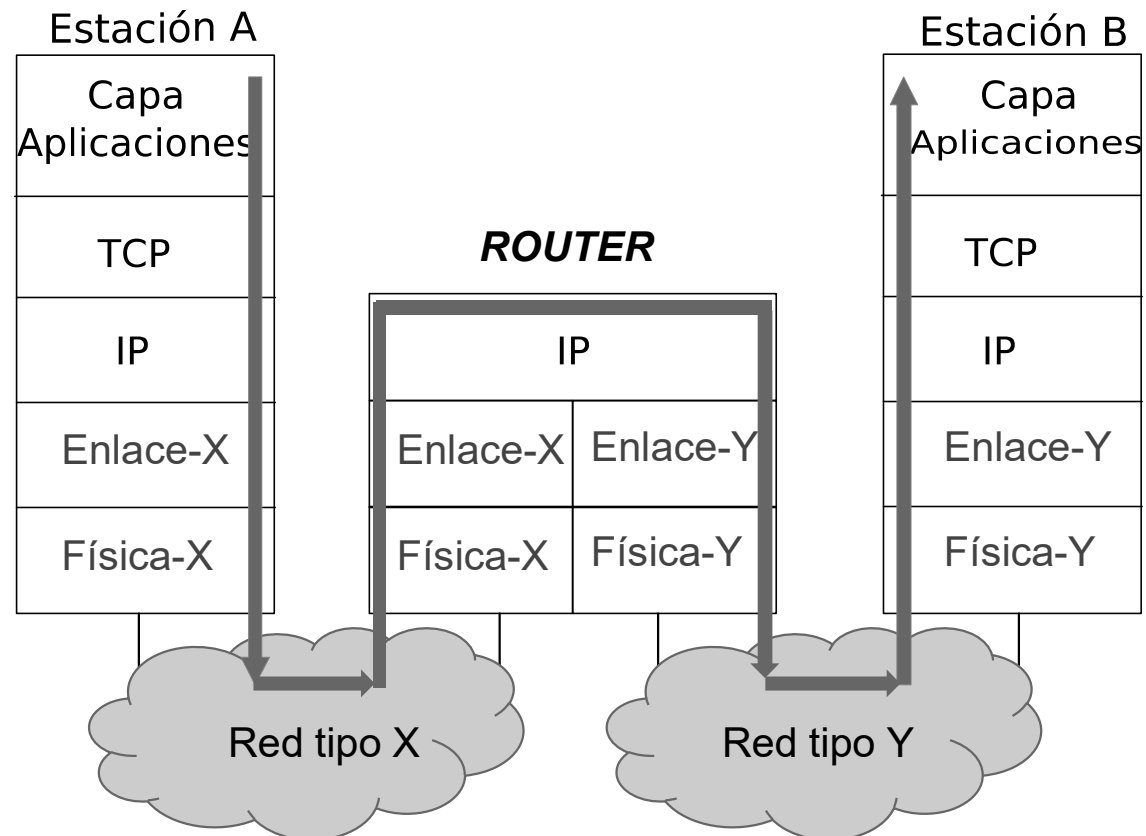 Estación A
Capa
Aplicaciones
TCP
IP
Enlace-X
Física-X
ROUTER
IP
Enlace-X
Enlace-Y
Física-X
Física-Y
Estación B
Capa
Aplicaciones
TCP
IP
Enlace-Y
Física-Y
Red tipo X
Red tipo Y